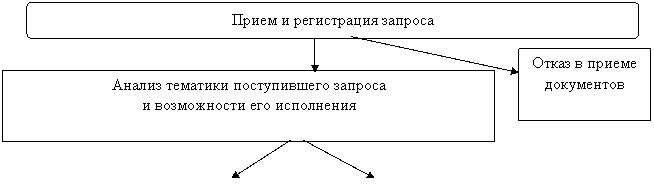 Прием и регистрация запроса
Отказ в приеме
документов
Анализ тематики поступившего запроса
и возможности его исполнения